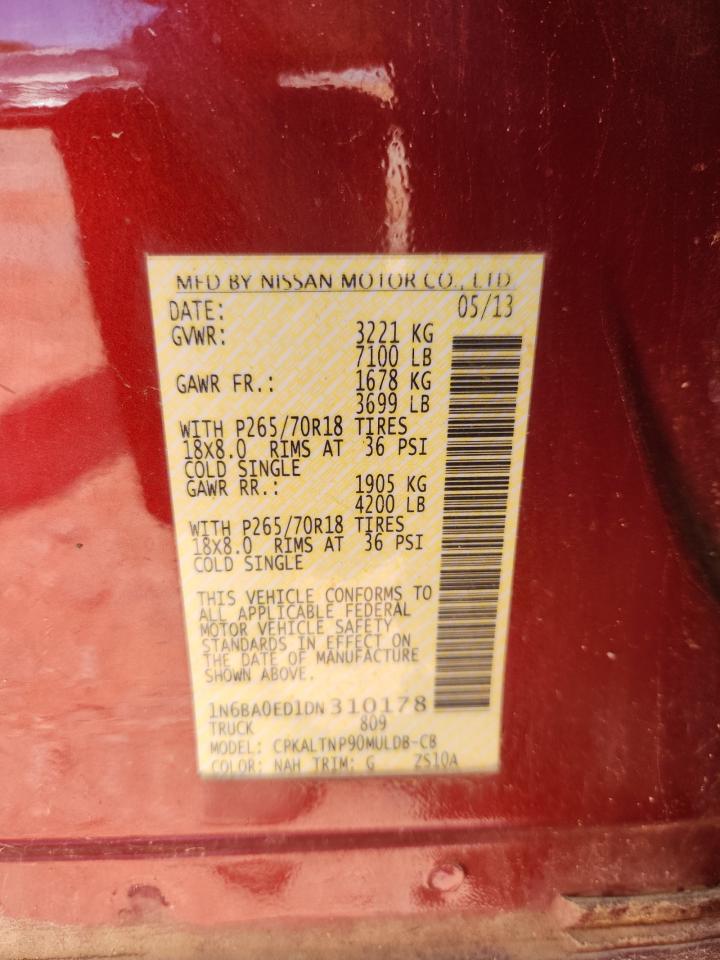 MFD BY NISSAN MOTOR CO., LTD
DATE: 05/13
GVWR: 3221 KG
7100 LB
GAWR FR.: 1678 KG
3699 LB
WITH P265/70R18 TIRES
18X8.0 RIMS AT 36 PSI
COLD SINGLE
GAWR RR.: 1905 KG
4200 LB
WITH P265/70R18 TIRES
18X8.0 RIMS AT 36 PSI
COLD SINGLE
THIS VEHICLE CONFORMS TO
ALL APPLICABLE FEDERAL
MOTOR VEHICLE SAFETY
STANDARDS IN EFFECT ON
THE DATE OF MANUFACTURE
SHOWN ABOVE.
1N6BA0ED1DN310178
TRUCK 809
MODEL: CPKALTNP90MULDB-CB
COLOR: NAH TRIM: G ZS10A